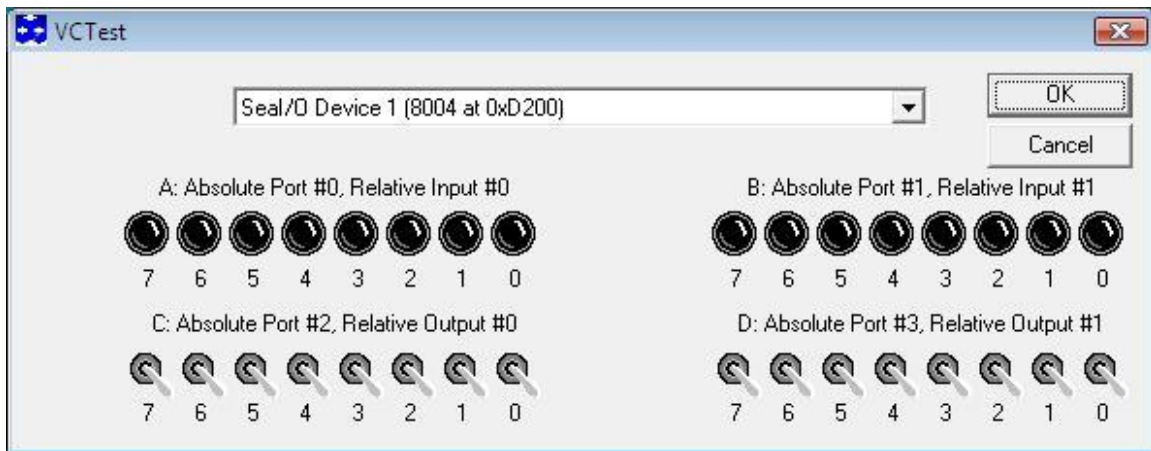 VCTest
SeaI/O Device 1 (8004 at 0xD200)
OK
Cancel
A: Absolute Port #0, Relative Input #0
B: Absolute Port #1, Relative Input #1
7 6 5 4 3 2 1 0
7 6 5 4 3 2 1 0
C: Absolute Port #2, Relative Output #0
D: Absolute Port #3, Relative Output #1
7 6 5 4 3 2 1 0
7 6 5 4 3 2 1 0